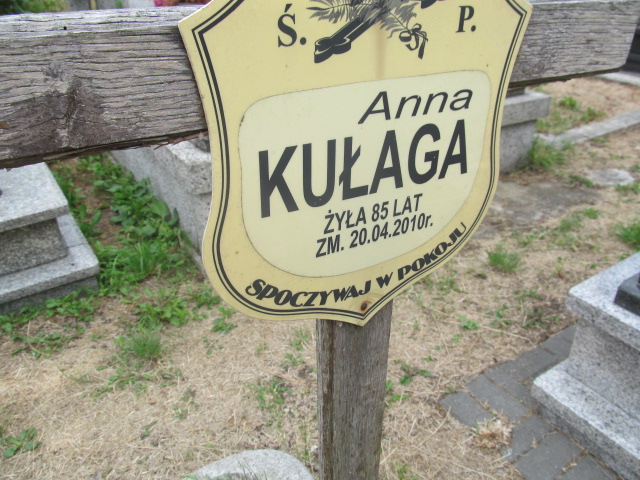 Ś. P.
Anna
KUŁAGA
ŻYŁA 85 LAT
ZM. 20.04.2010r.
SPOCZYWAJ W POKOJU